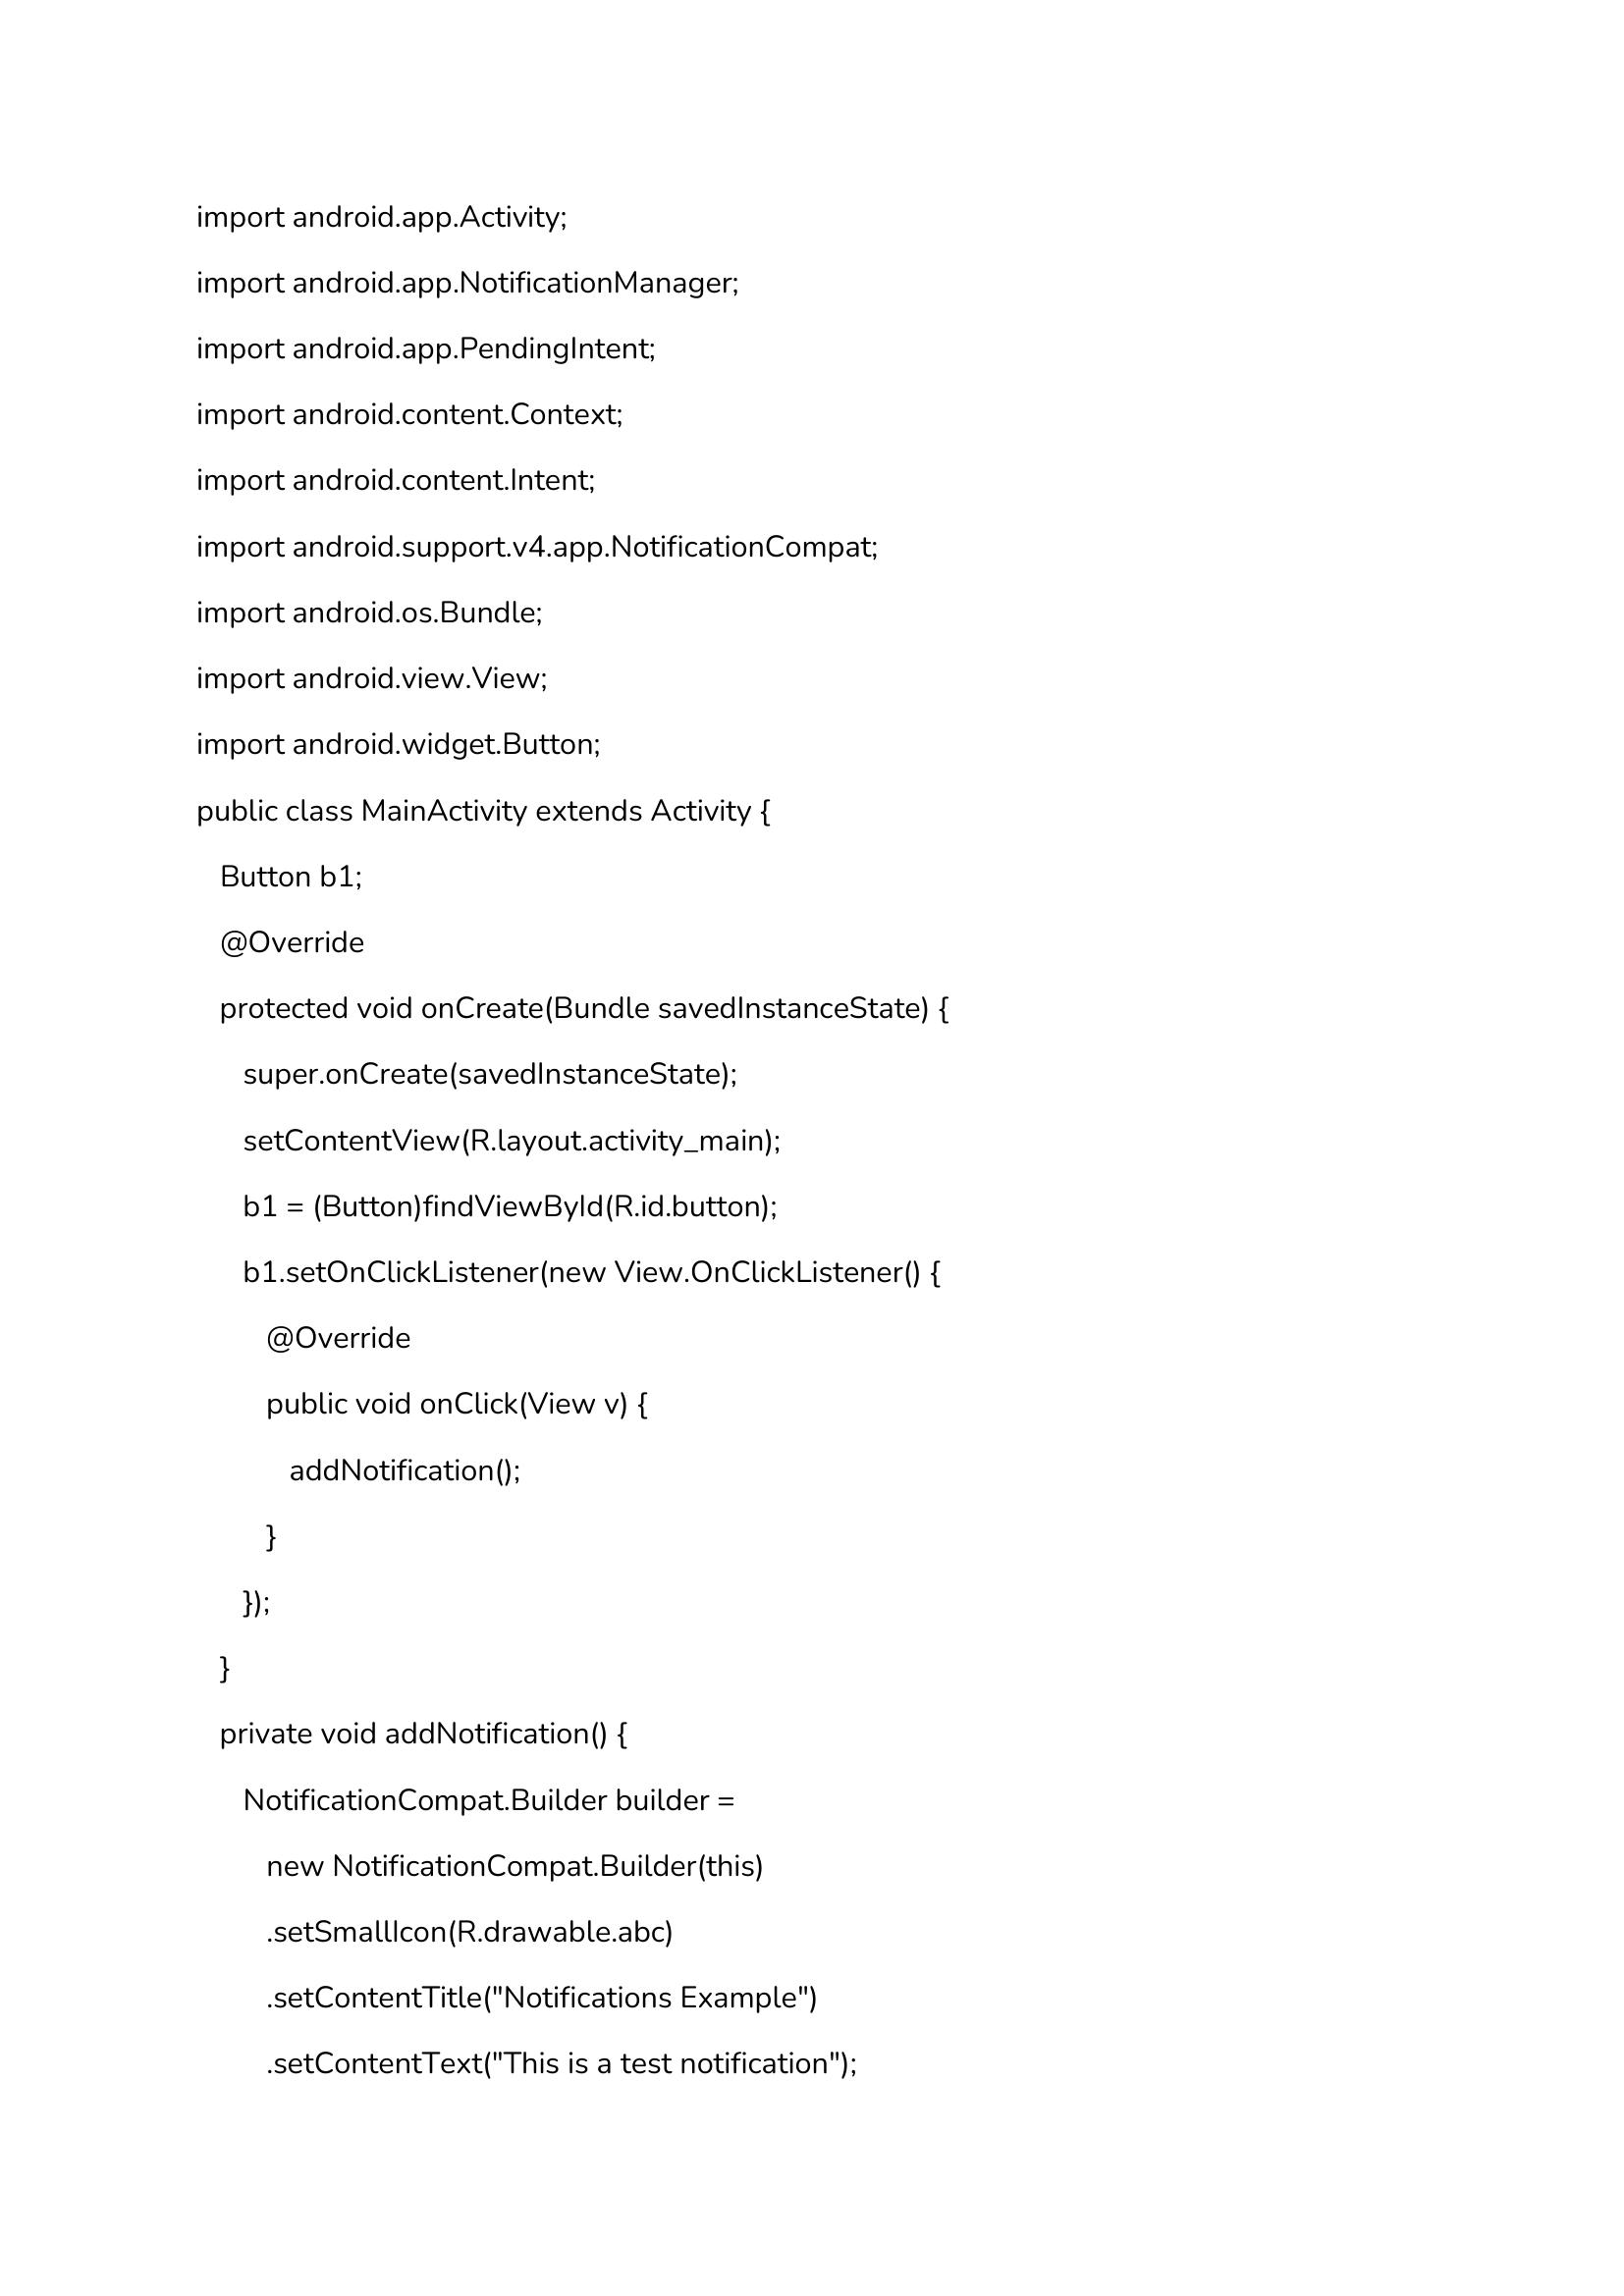 import android.app.Activity;
import android.app.NotificationManager;
import android.app.PendingIntent;
import android.content.Context;
import android.content.Intent;
import android.support.v4.app.NotificationCompat;
import android.os.Bundle;
import android.view.View;
import android.widget.Button;
public class MainActivity extends Activity {
   Button b1;
   @Override
   protected void onCreate(Bundle savedInstanceState) {
      super.onCreate(savedInstanceState);
      setContentView(R.layout.activity_main);
      b1 = (Button)findViewById(R.id.button);
      b1.setOnClickListener(new View.OnClickListener() {
         @Override
         public void onClick(View v) {
            addNotification();
         }
      });
   }
   private void addNotification() {
      NotificationCompat.Builder builder =
         new NotificationCompat.Builder(this)
         .setSmallIcon(R.drawable.abc)
         .setContentTitle("Notifications Example")
         .setContentText("This is a test notification");